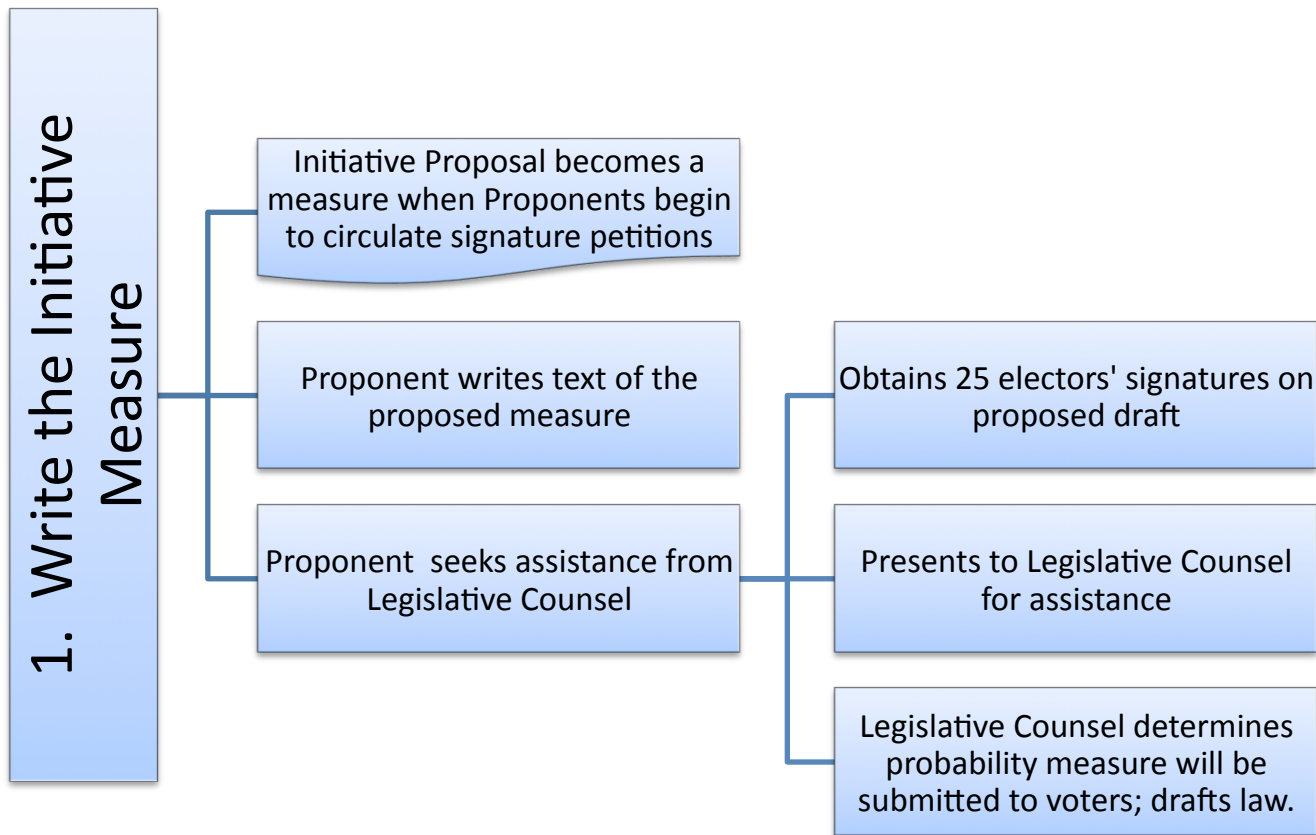 1. Write the Initiative
Measure
Initiative Proposal becomes a
measure when Proponents begin
to circulate signature petitions
Proponent writes text of the
proposed measure
Proponent  seeks assistance from
Legislative Counsel
Obtains 25 electors' signatures on
proposed draft
Presents to Legislative Counsel
for assistance
Legislative Counsel determines
probability measure will be
submitted to voters; drafts law.